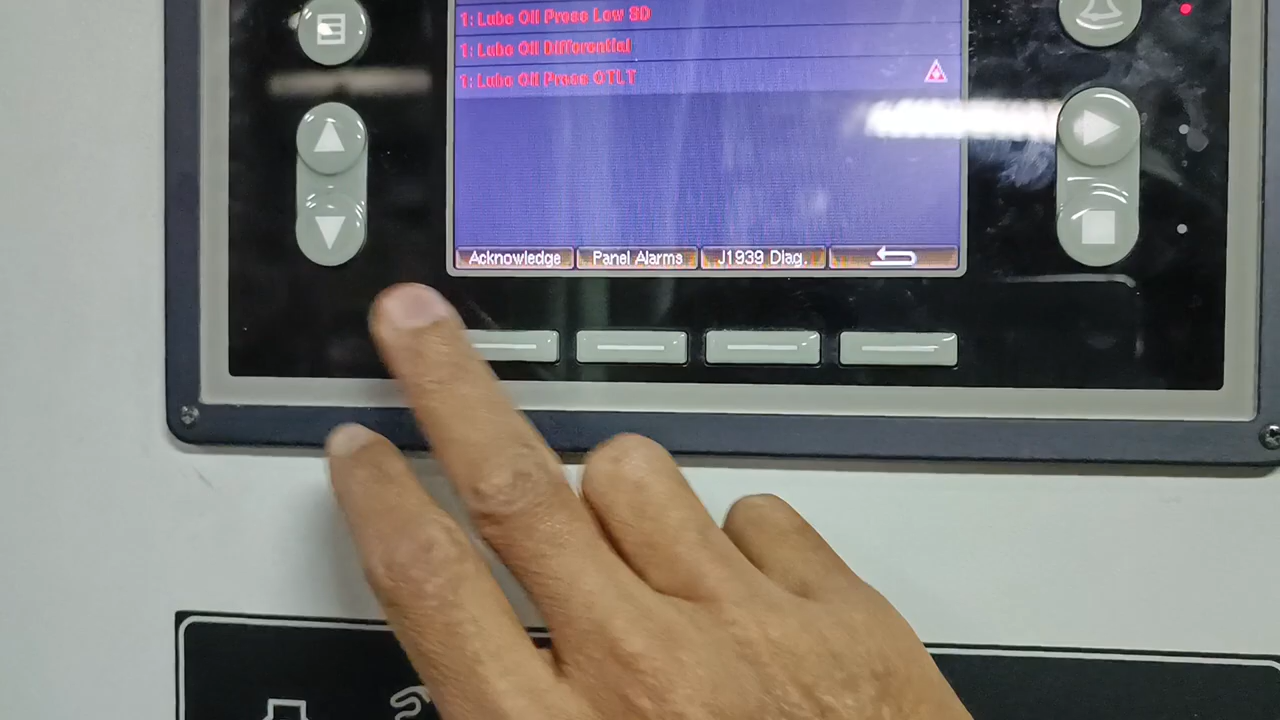 1: Lube Oil Press Low SD
1: Lube Oil Differential
1: Lube Oil Press OTLT
Acknowledge
Panel Alarms
J1939 Diag.